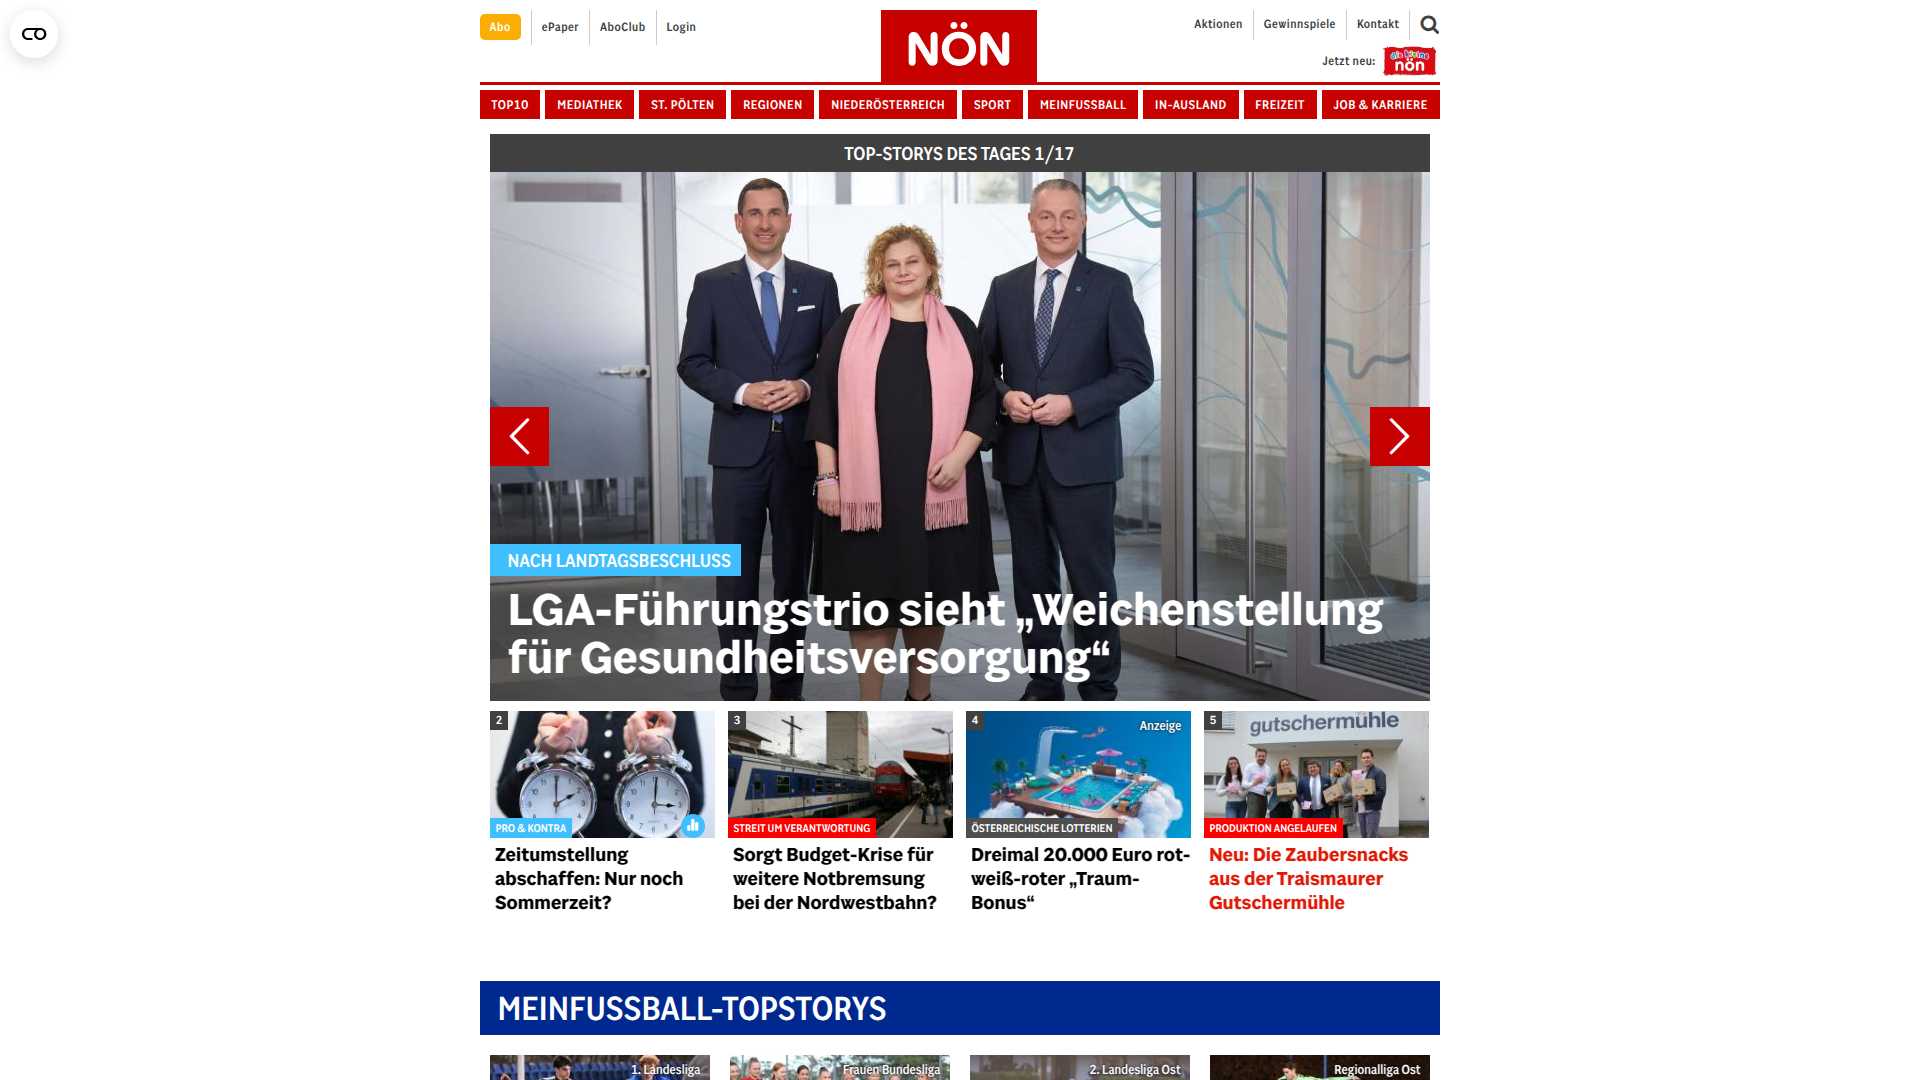 Abo
ePaper
AboClub
Login
NÖN
Aktionen
Gewinnspiele
Kontakt
Jetzt neu:
die kleine
nön
TOP10
MEDIATHEK
ST. PÖLTEN
REGIONEN
NIEDERÖSTERREICH
SPORT
MEINFUSSBALL
IN-AUSLAND
FREIZEIT
JOB & KARRIERE
TOP-STORYS DES TAGES 1/17
NACH LANDTAGSBESCHLUSS
LGA-Führungstrio sieht „Weichenstellung
für Gesundheitsversorgung“
2
PRO & KONTRA
Zeitumstellung
abschaffen: Nur noch
Sommerzeit?
3
STREIT UM VERANTWORTUNG
Sorgt Budget-Krise für
weitere Notbremsung
bei der Nordwestbahn?
4
Anzeige
ÖSTERREICHISCHE LOTTERIEN
Dreimal 20.000 Euro rot-
weiß-roter „Traum-
Bonus“
5
gutschermühle
PRODUKTION ANGELAUFEN
Neu: Die Zaubersnacks
aus der Traismaurer
Gutschermühle
MEINFUSSBALL-TOPSTORYS
1. Landesliga
Frauen Bundesliga
2. Landesliga Ost
Regionalliga Ost